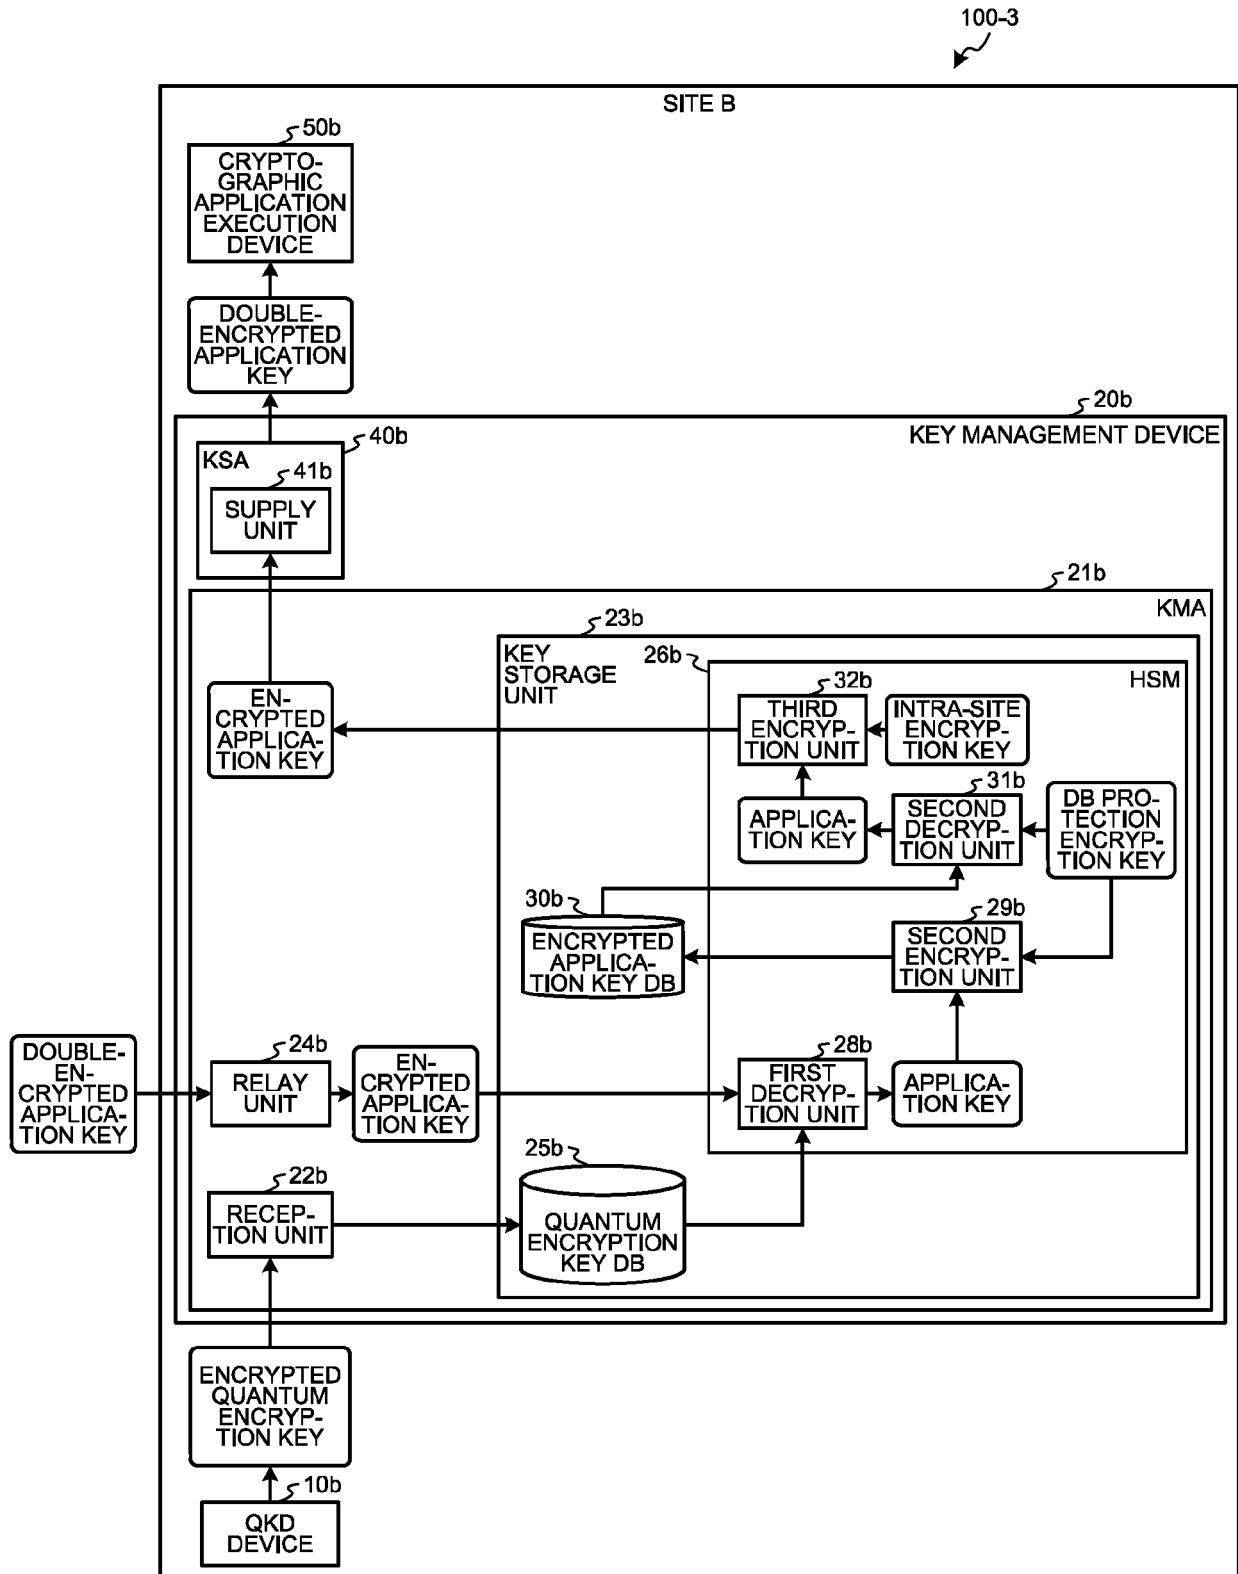 100-3
SITE B
50b
CRYPTO-
GRAPHIC
APPLICATION
EXECUTION
DEVICE
DOUBLE-
ENCRYPTED
APPLICATION
KEY
20b
KEY MANAGEMENT DEVICE
40b
KSA
41b
SUPPLY
UNIT
21b
KMA
23b
KEY
STORAGE
UNIT
26b
HSM
32b
THIRD
ENCRYP-
TION UNIT
INTRA-SITE
ENCRYP-
TION KEY
EN-
CRYPTED
APPLICA-
TION KEY
31b
APPLICA-
TION KEY
SECOND
DECRYP-
TION UNIT
DB PRO-
TECTION
ENCRYP-
TION KEY
30b
ENCRYPTED
APPLICA-
TION KEY DB
29b
SECOND
ENCRYP-
TION UNIT
DOUBLE-
EN-
CRYPTED
APPLICA-
TION KEY
24b
RELAY
UNIT
EN-
CRYPTED
APPLICA-
TION KEY
28b
FIRST
DECRYP-
TION UNIT
APPLICA-
TION KEY
22b
RECEP-
TION UNIT
25b
QUANTUM
ENCRYPTION
KEY DB
ENCRYPTED
QUANTUM
ENCRYP-
TION KEY
10b
QKD
DEVICE